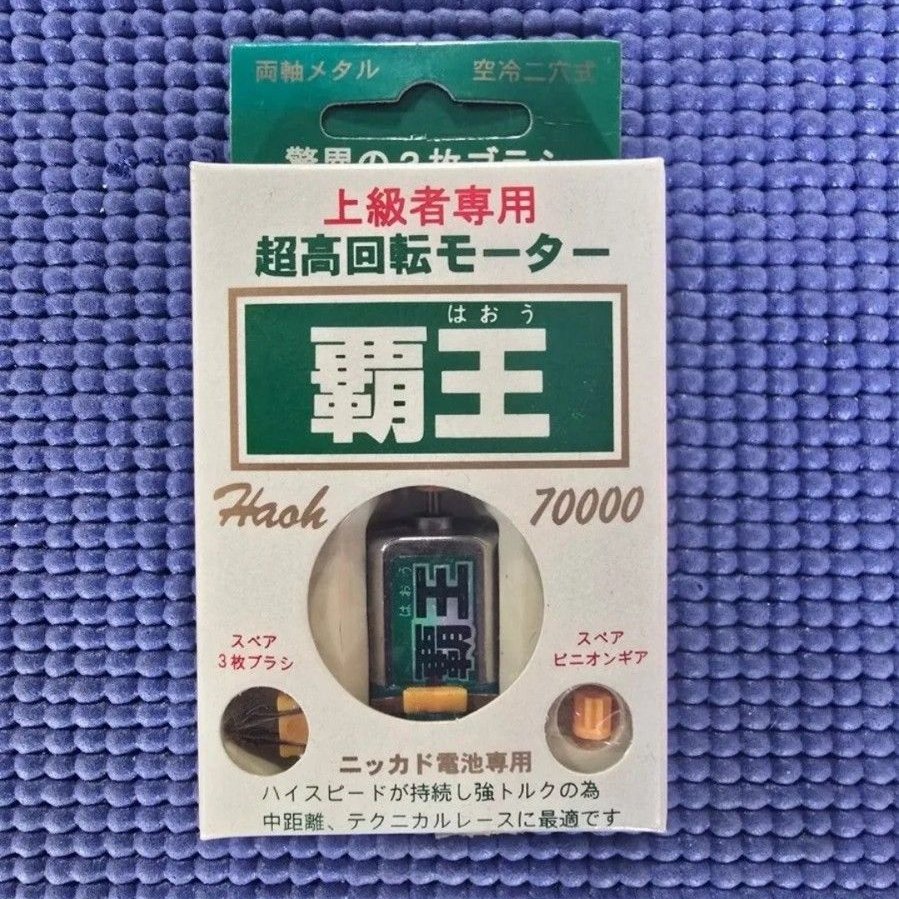 両軸メタル 空冷二穴式
驚異の3枚ブラシ
上級者専用
超高回転モーター
はおう
覇王
Haoh 70000
はおう
覇王
スペア
3枚ブラシ
スペア
ピニオンギア
ニッカド電池専用
ハイスピードが持続し強トルクの為
中距離、テクニカルレースに最適です